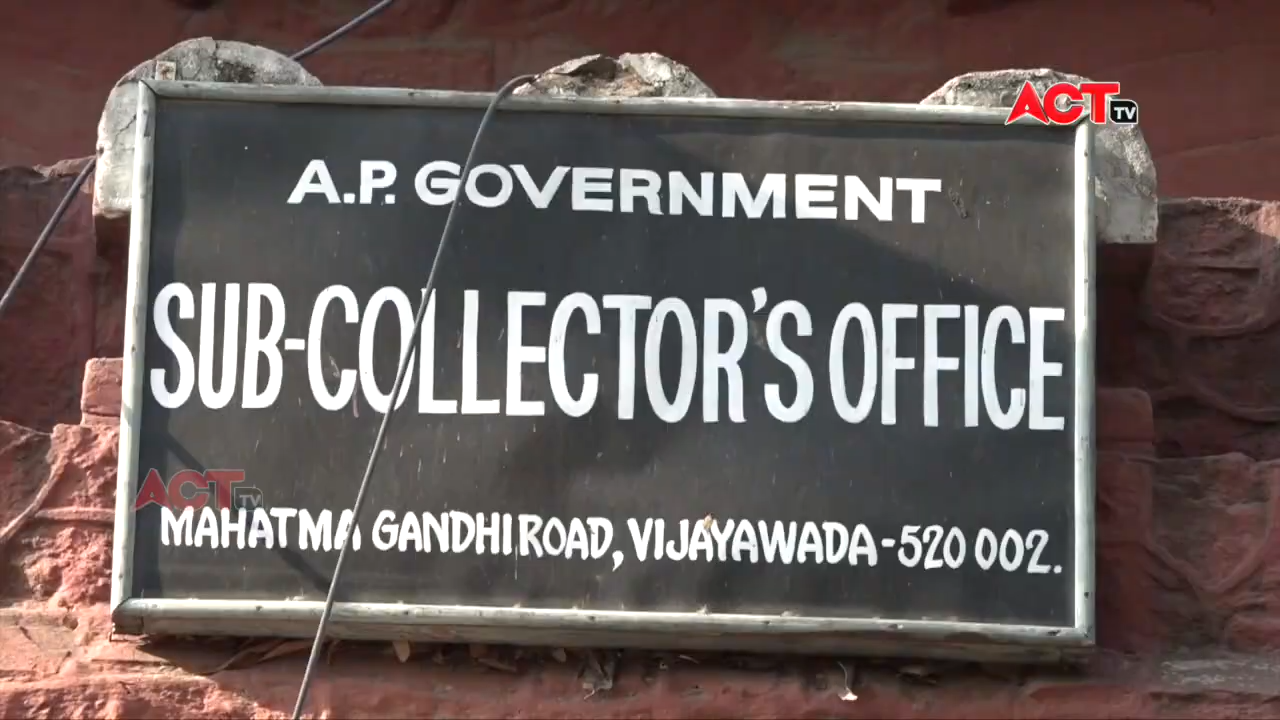 ACT TV
A.P. GOVERNMENT
SUB-COLLECTOR'S OFFICE
ACT TV
MAHATMA GANDHI ROAD, VIJAYAWADA-520 002.